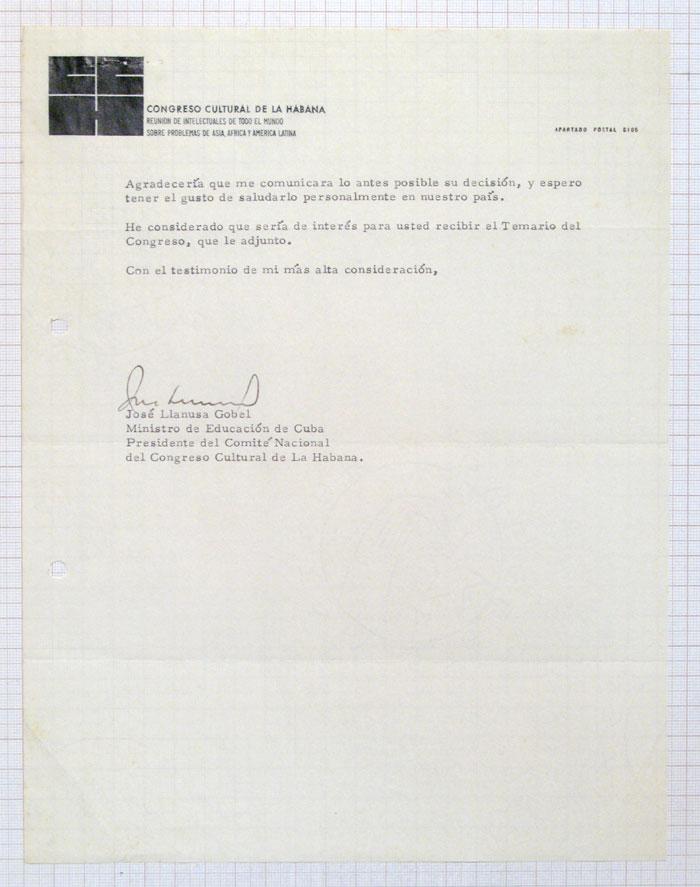 CONGRESO CULTURAL DE LA HABANA
REUNION DE INTELECTUALES DE TODO EL MUNDO
SOBRE PROBLEMAS DE ASIA, AFRICA Y AMERICA LATINA
APARTADO POSTAL
Agradecería que me comunicara lo antes posible su decisión, y espero
tener el gusto de saludarlo personalmente en nuestro país.
He considerado que sería de interés para usted recibir el Temario del
Congreso, que le adjunto.
Con el testimonio de mi más alta consideración,
José Llanusa Gobel
Ministro de Educación de Cuba
Presidente del Comité Nacional
del Congreso Cultural de La Habana.